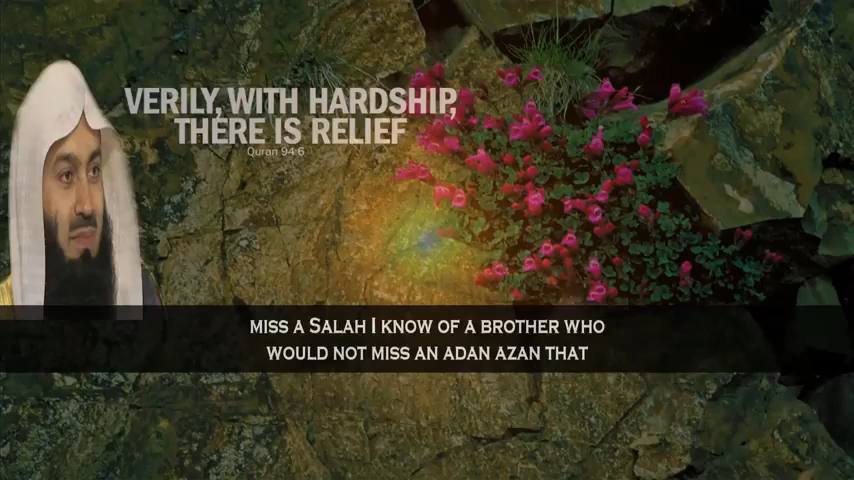 VERILY, WITH HARDSHIP,
THERE IS RELIEF
Quran 94:6
MISS A SALAH I KNOW OF A BROTHER WHO
WOULD NOT MISS AN ADAN AZAN THAT